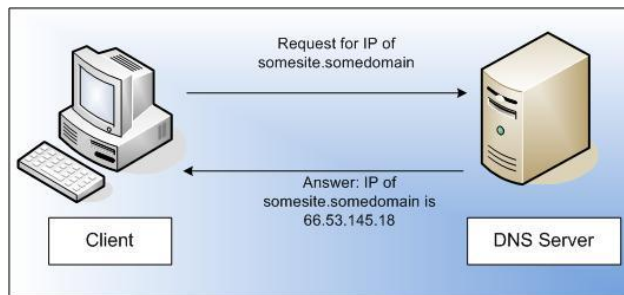 Request for IP of
somesite.somedomain
Answer: IP of
somesite.somedomain is
66.53.145.18
Client
DNS Server